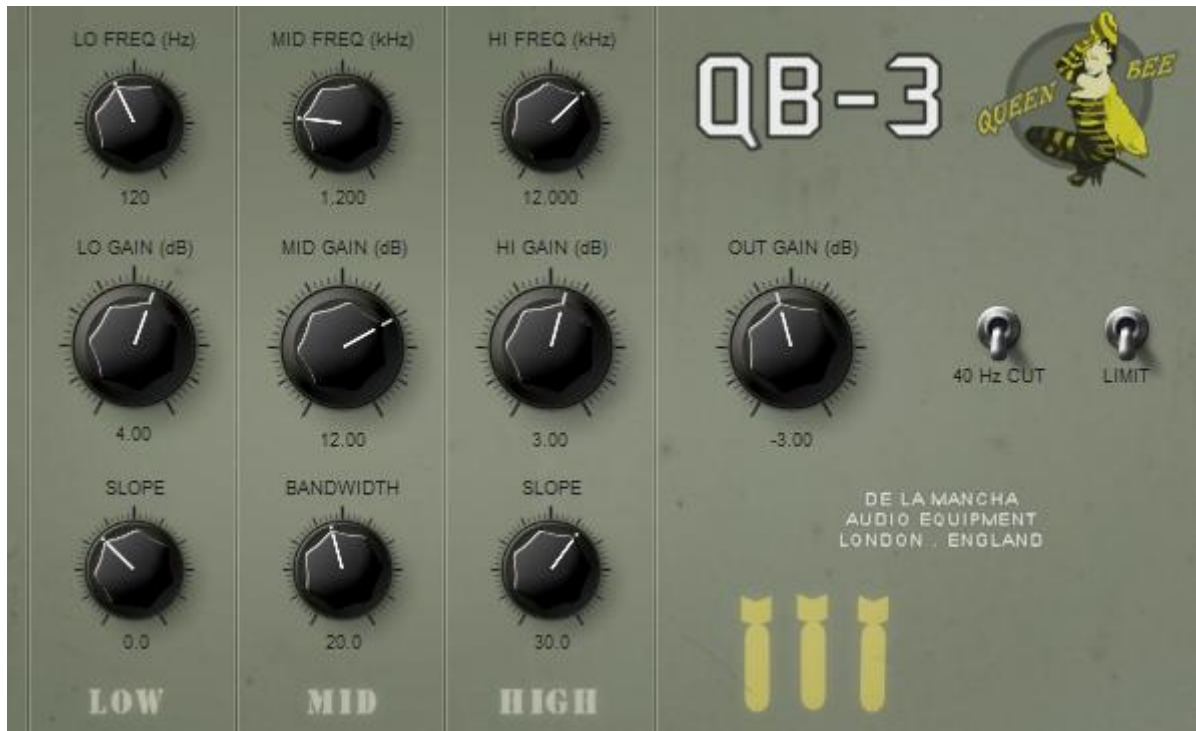 LO FREQ (Hz)
MID FREQ (kHz)
HI FREQ (kHz)
QB-3
QUEEN BEE
120
1,200
12.000
LO GAIN (dB)
MID GAIN (dB)
HI GAIN (dB)
OUT GAIN (dB)
40 Hz CUT
LIMIT
4.00
12.00
3.00
-3.00
SLOPE
BANDWIDTH
SLOPE
DE LA MANCHA
AUDIO EQUIPMENT
LONDON . ENGLAND
0.0
20.0
30.0
LOW
MID
HIGH